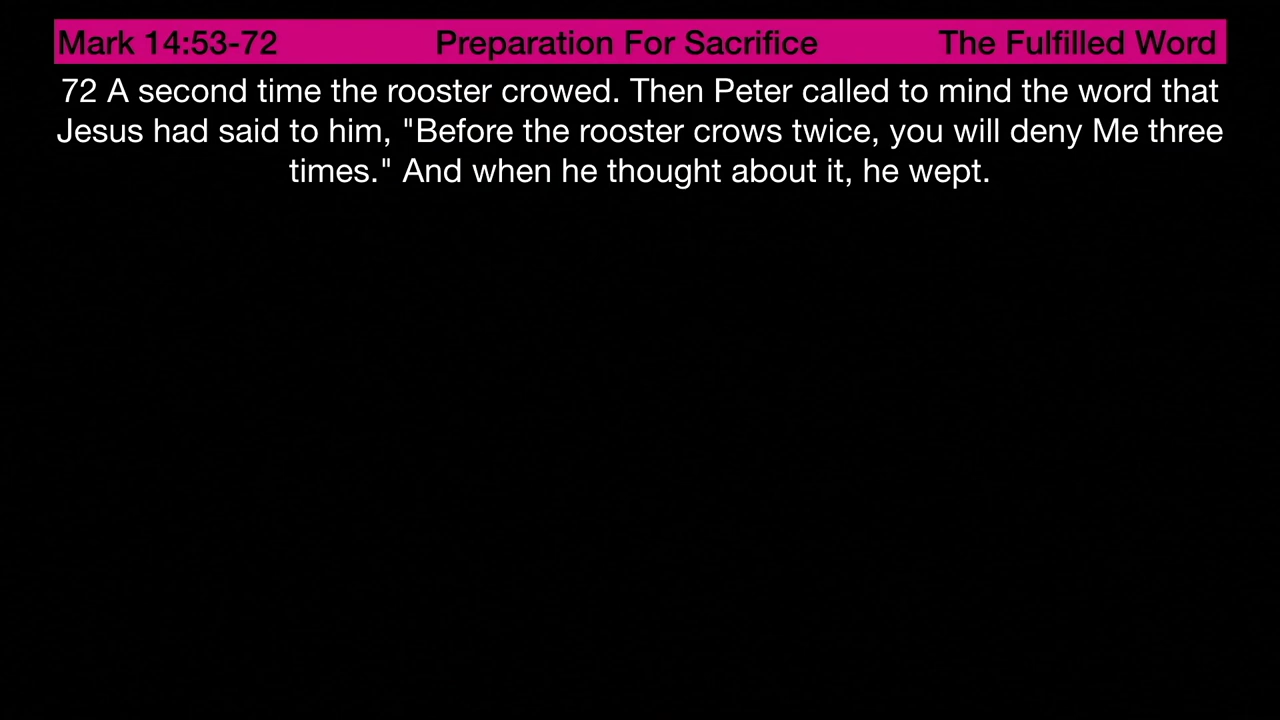 Mark 14:53-72 Preparation For Sacrifice The Fulfilled Word
72 A second time the rooster crowed. Then Peter called to mind the word that
Jesus had said to him, "Before the rooster crows twice, you will deny Me three
times." And when he thought about it, he wept.